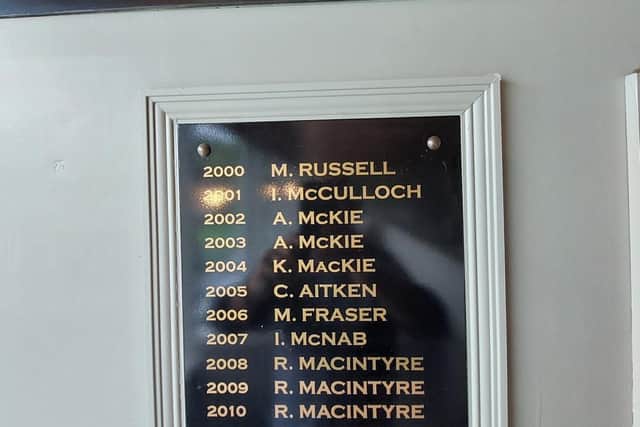 2000 M. RUSSELL
2001 I. McCULLOCH
2002 A. McKIE
2003 A. McKIE
2004 K. MacKIE
2005 C. AITKEN
2006 M. FRASER
2007 I. McNAB
2008 R. MACINTYRE
2009 R. MACINTYRE
2010 R. MACINTYRE